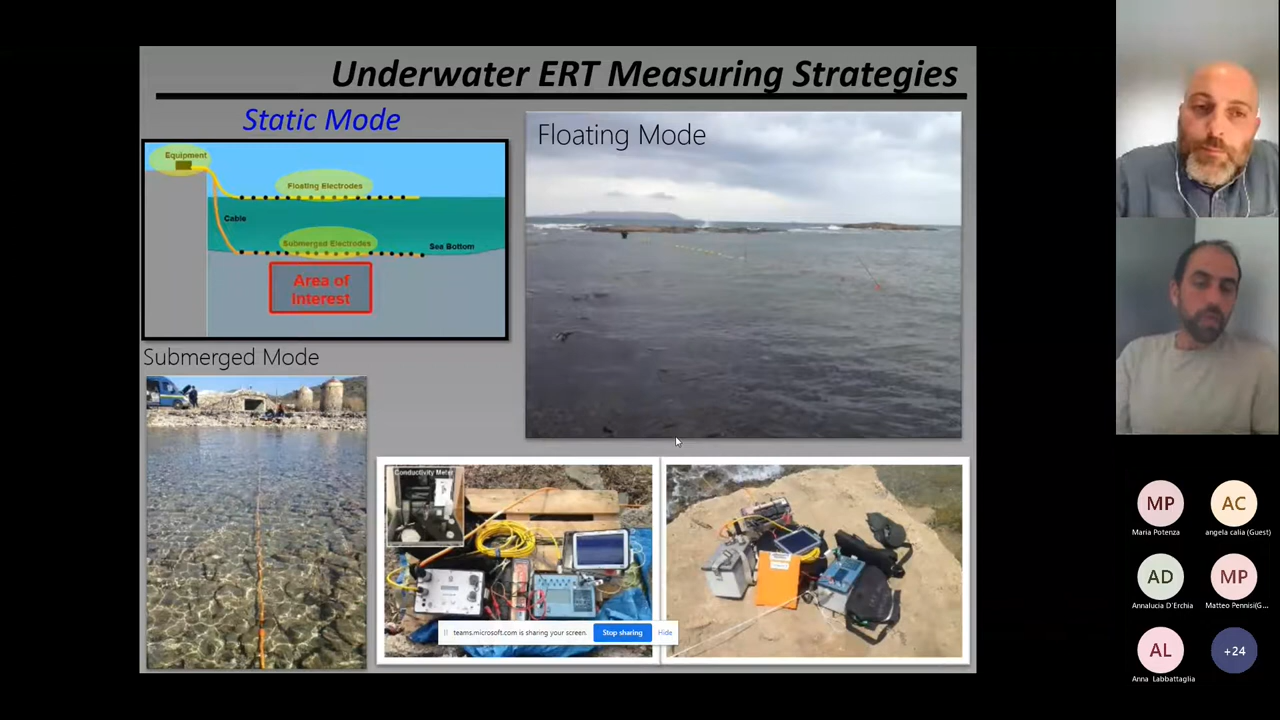 Underwater ERT Measuring Strategies
Static Mode
Equipment
Floating Electrodes
Cable
Submerged Electrodes
Sea Bottom
Area of
Interest
Floating Mode
Submerged Mode
Conductivity Meter
teams.microsoft.com is sharing your screen.
Stop sharing
Hide
MP
Maria Potenza
AC
angela calia (Guest)
AD
Annalucia D'Erchia
MP
Matteo Pennisi(G...
AL
Anna Labbattaglia
+24